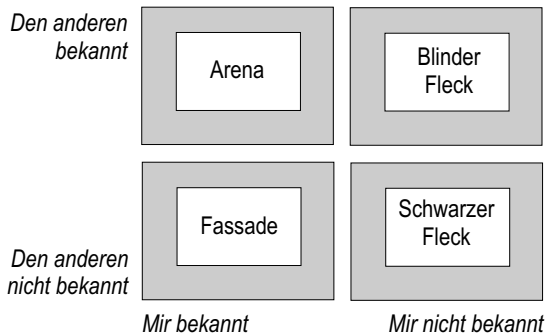 Den anderen
bekannt
Arena
Blinder
Fleck
Fassade
Schwarzer
Fleck
Den anderen
nicht bekannt
Mir bekannt
Mir nicht bekannt